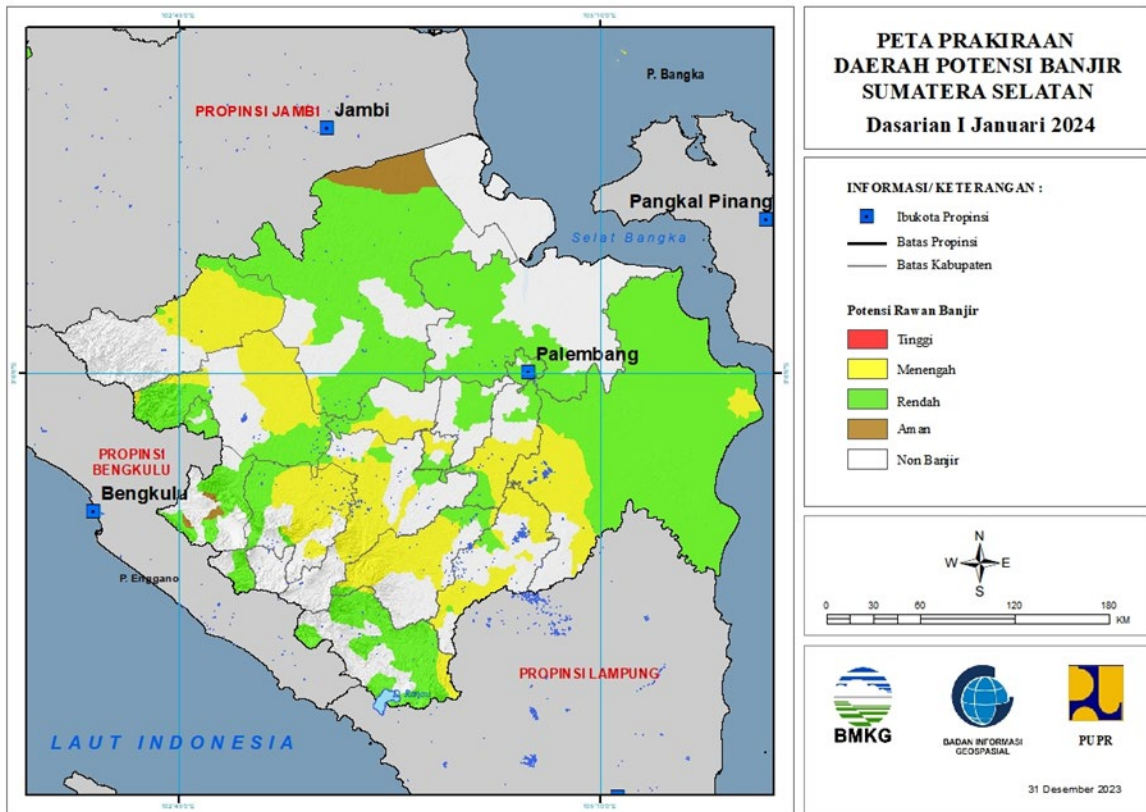 PETA PRAKIRAAN
DAERAH POTENSI BANJIR
SUMATERA SELATAN
Dasarian I Januari 2024
INFORMASI/ KETERANGAN :
Ibukota Propinsi
Batas Propinsi
Batas Kabupaten
Potensi Rawan Banjir
Tinggi
Menengah
Rendah
Aman
Non Banjir
N
W E
S
0 30 60 120 180
KM
BMKG
BADAN INFORMASI
GEOSPASIAL
PUPR
31 Desember 2023
P. Bangka
PROPINSI JAMBI
Jambi
Pangkal Pinang
Selat Bangka
Palembang
PROPINSI
BENGKULU
Bengkulu
P. Enggano
PROPINSI LAMPUNG
D. Ranau
LAUT INDONESIA